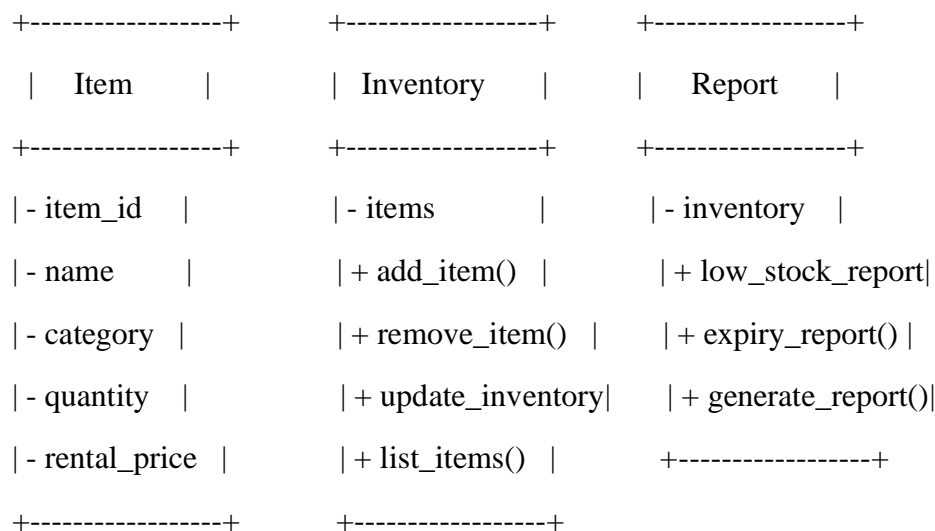 +------------------+ +------------------+ +------------------+
| Item | | Inventory | | Report |
+------------------+ +------------------+ +------------------+
| - item_id | | - items | | - inventory |
| - name | | + add_item() | | + low_stock_report|
| - category | | + remove_item() | | + expiry_report() |
| - quantity | | + update_inventory| | + generate_report()|
| - rental_price | | + list_items() | +------------------+
+------------------+ +------------------+